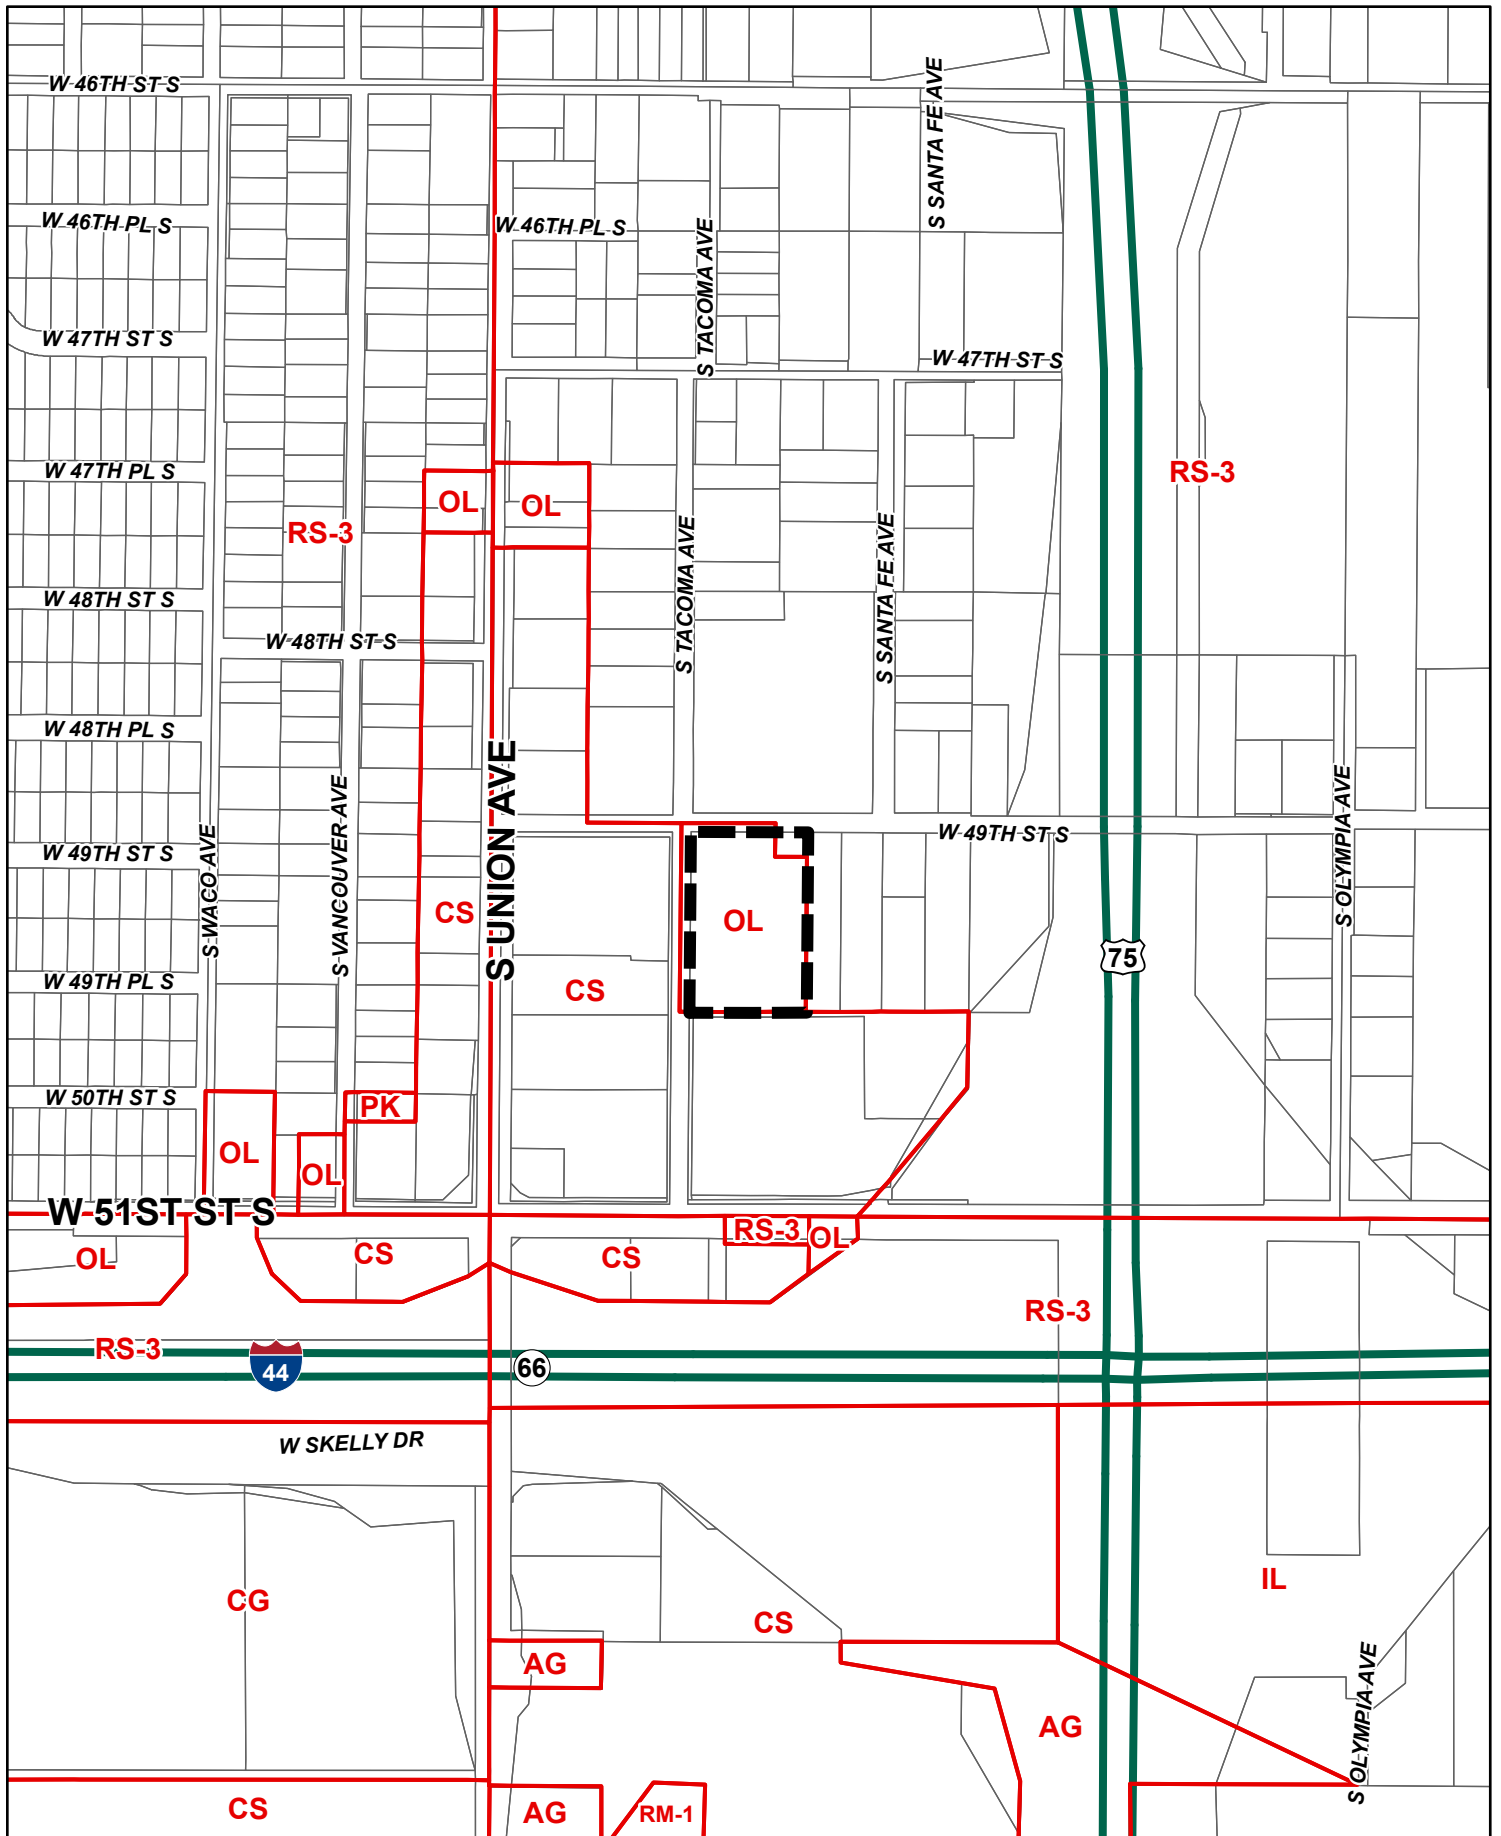 W 46TH ST S
S SANTA FE AVE
W 46TH PL S
W 46TH PL S
S TACOMA AVE
W 47TH ST S
W 47TH ST S
W 47TH PL S
RS-3
OL
OL
RS-3
S TACOMA AVE
S SANTA FE AVE
W 48TH ST S
W 48TH ST S
W 48TH PL S
S UNION AVE
S VANCOUVER AVE
S OLYMPIA AVE
S WACO AVE
W 49TH ST S
W 49TH ST S
CS
OL
75
W 49TH PL S
CS
W 50TH ST S
PK
OL
OL
W 51ST ST S
RS-3
OL
OL
CS
CS
RS-3
RS-3
44
66
W SKELLY DR
IL
CG
CS
AG
S OLYMPIA AVE
AG
CS
AG
RM-1